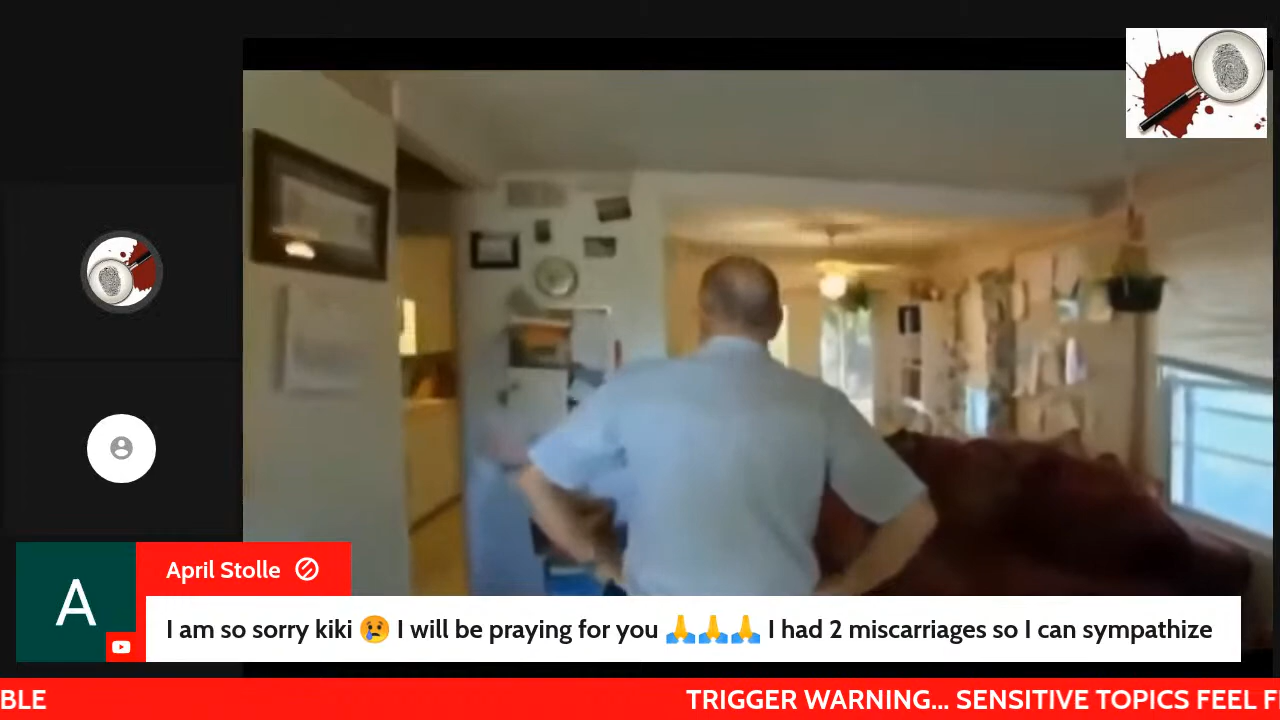 April Stolle
A
I am so sorry kiki 😢 I will be praying for you 🙏🙏🙏 I had 2 miscarriages so I can sympathize
BLE TRIGGER WARNING... SENSITIVE TOPICS FEEL F